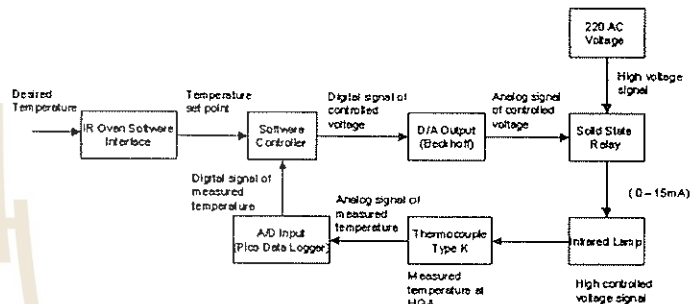 220 AC
Voltage
High voltage
signal
Desired
Temperature
IR Oven Software
Interface
Temperature
set point
Software
Controller
Digital signal of
controlled
voltage
D/A Output
(Beckhoff)
Analog signal
of controlled
voltage
Solid State
Relay
(0-15mA)
Digital signal of
measured
temperature
A/D Input
(Pico Data Logger)
Analog signal of
measured
temperature
Thermocouple
Type K
Infrared Lamp
Measured
temperature at
High controlled
voltage signal